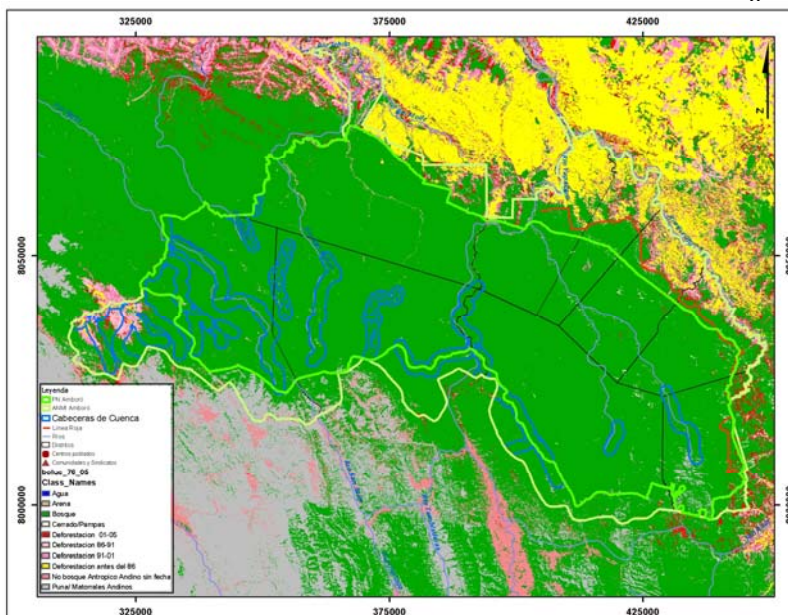 325000 375000 425000
8050000
8000000
Leyenda
PN Amboró
ANMI Amboró
Cabeceras de Cuenca
Linea Roja
Rios
Distritos
Centros poblados
Comunidades y Sindicatos
boluc_76_05
Class_Names
Agua
Arena
Bosque
Cerrado/Pampas
Deforestacion 01-05
Deforestacion 86-91
Deforestacion 91-01
Deforestacion antes del 86
No bosque Antropico Andino sin fecha
Puna/ Matorrales Andinos
325000 375000 425000